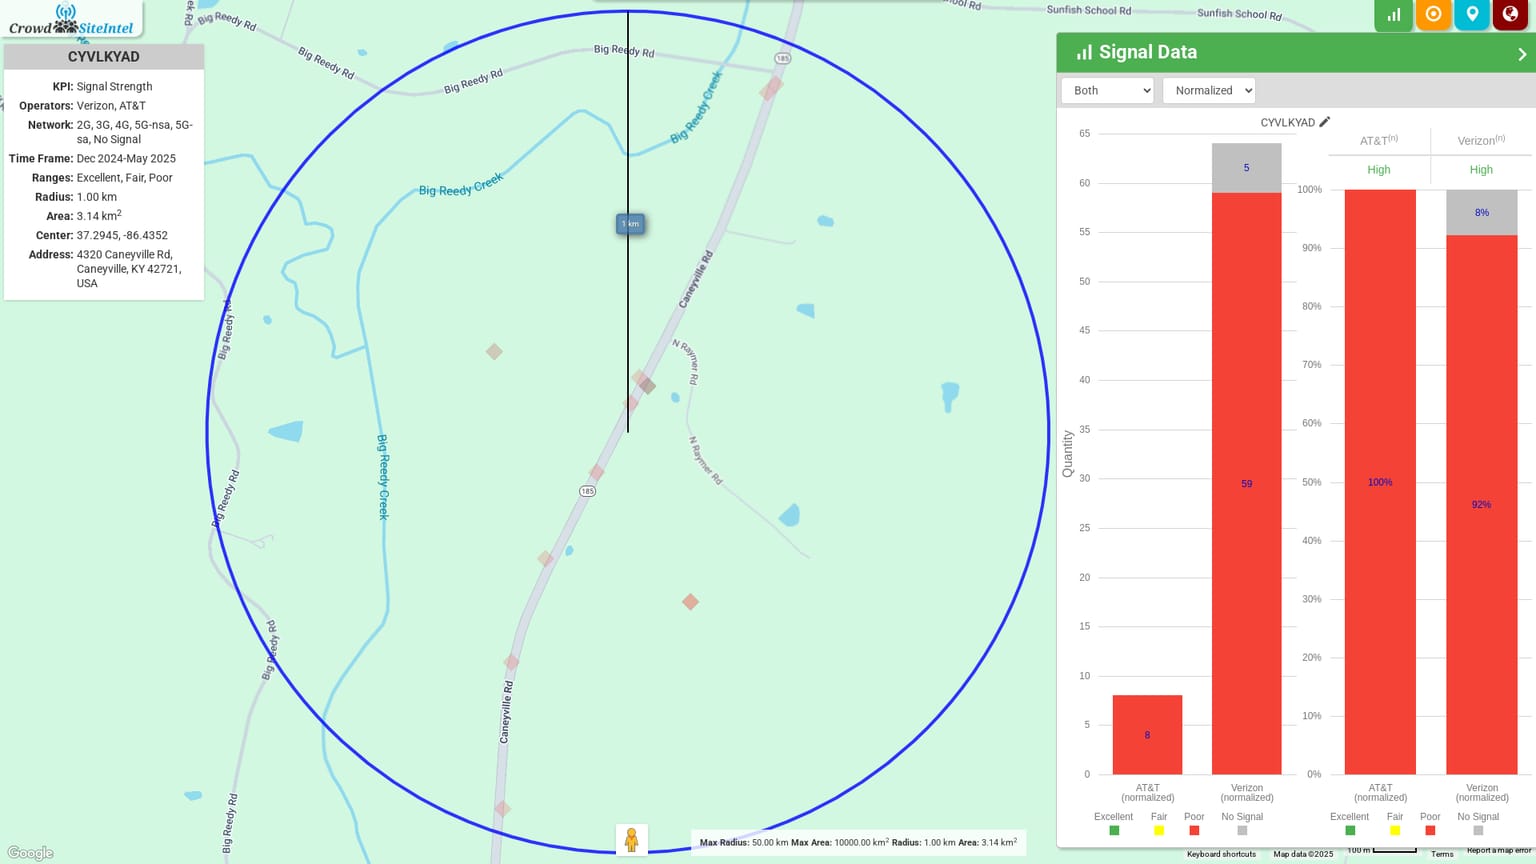 Crowd SiteIntel
CYVLKYAD
KPI: Signal Strength
Operators: Verizon, AT&T
Network: 2G, 3G, 4G, 5G-nsa, 5G-
sa, No Signal
Time Frame: Dec 2024-May 2025
Ranges: Excellent, Fair, Poor
Radius: 1.00 km
Area: 3.14 km2
Center: 37.2945, -86.4352
Address: 4320 Caneyville Rd,
Caneyville, KY 42721,
USA
Big Reedy Rd
Big Reedy Rd
Big Reedy Rd
Big Reedy Rd
Sunfish School Rd
Sunfish School Rd
185
Big Reedy Creek
Big Reedy Creek
1 km
Caneyville Rd
Big Reedy Rd
N Raymer Rd
Big Reedy Creek
N Raymer Rd
Big Reedy Rd
185
Big Reedy Rd
Caneyville Rd
Big Reedy Rd
Google
Max Radius: 50.00 km Max Area: 10000.00 km2 Radius: 1.00 km Area: 3.14 km2
Signal Data
Both
Normalized
CYVLKYAD
65
60
55
50
45
40
35
30
25
20
15
10
5
0
Quantity
5
59
8
AT&T
(normalized)
Verizon
(normalized)
Excellent
Fair
Poor
No Signal
AT&T(n)
Verizon(n)
High
High
100%
90%
80%
70%
60%
50%
40%
30%
20%
10%
0%
8%
100%
92%
AT&T
(normalized)
Verizon
(normalized)
Excellent
Fair
Poor
No Signal
Keyboard shortcuts
Map data ©2025
100 m
Terms
Report a map error